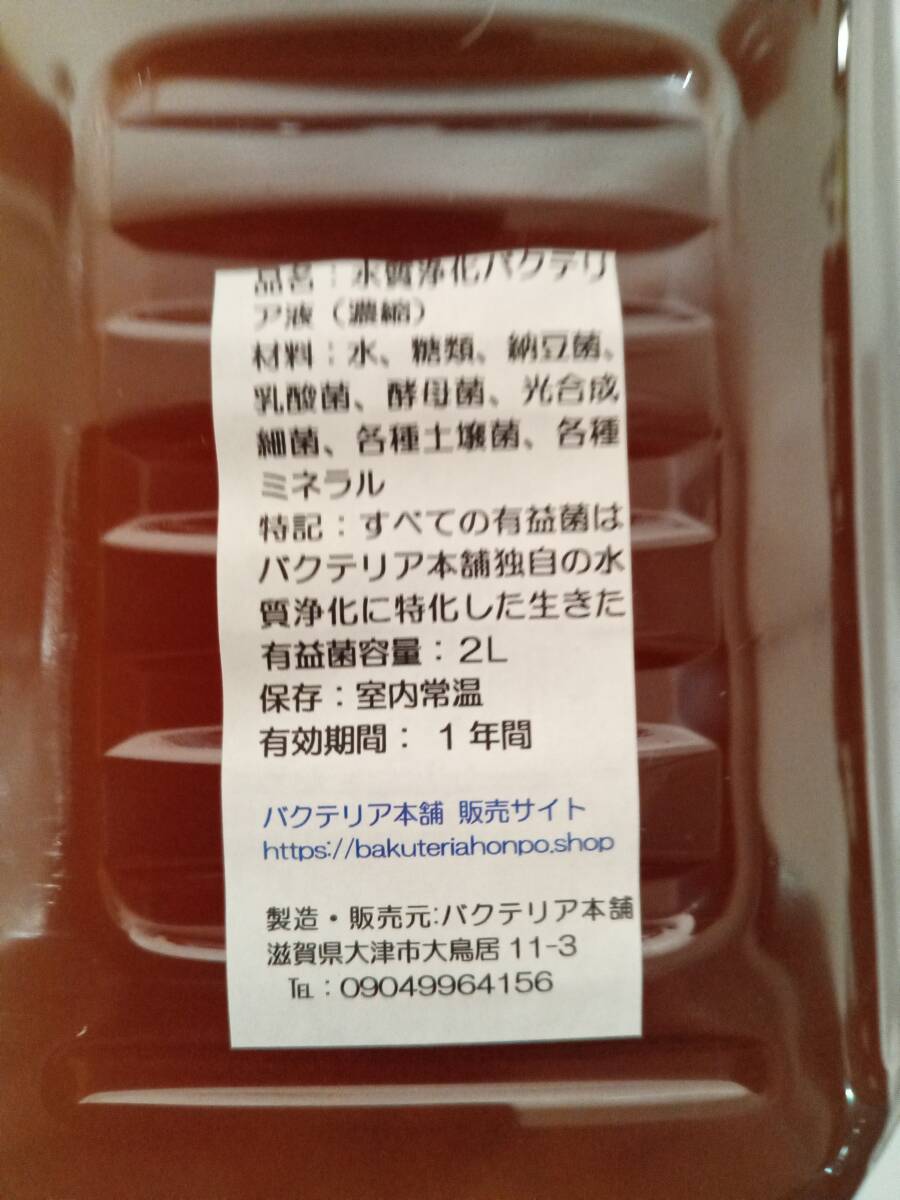 品名：水質浄化バクテリ
ア液（濃縮）
材料：水、糖類、納豆菌、
乳酸菌、酵母菌、光合成
細菌、各種土壌菌、各種
ミネラル
特記：すべての有益菌は
バクテリア本舗独自の水
質浄化に特化した生きた
有益菌容量：2L
保存：室内常温
有効期間： 1年間
バクテリア本舗 販売サイト
https://bakuteriahonpo.shop
製造・販売元:バクテリア本舗
滋賀県大津市大鳥居 11-3
℡：09049964156